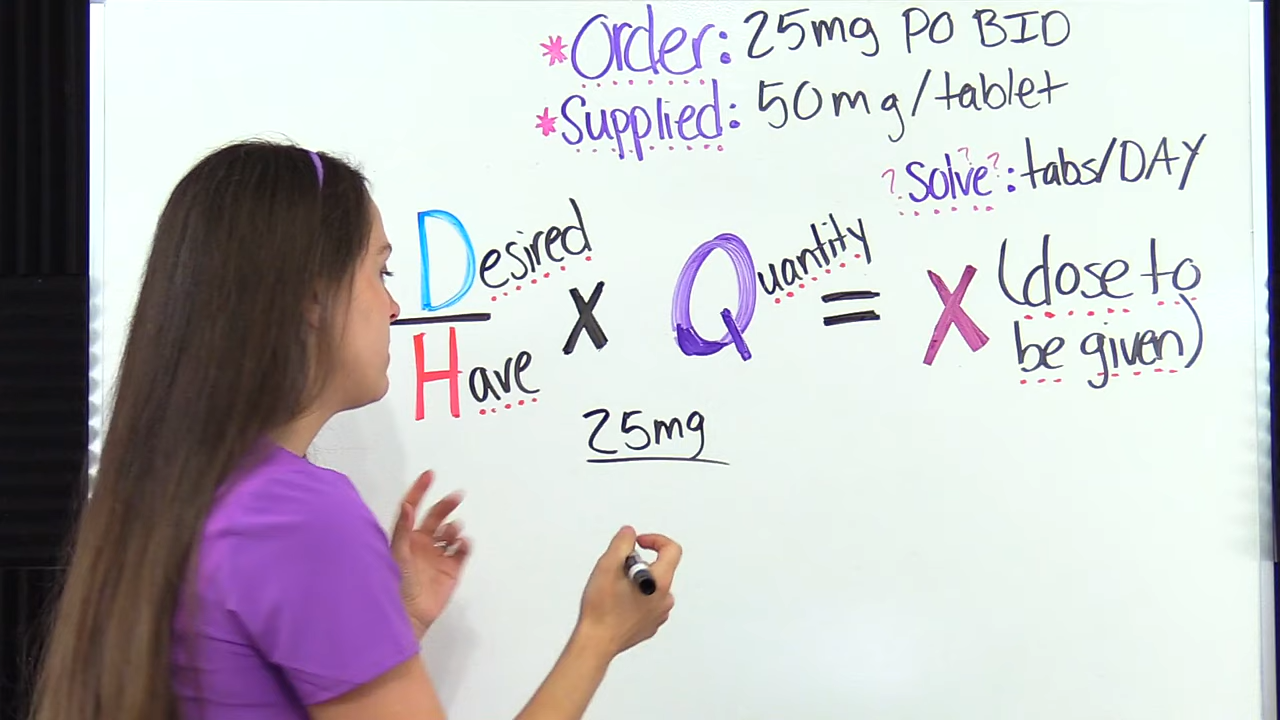 *Order: 25mg PO BID
*Supplied: 50mg/tablet
?Solve??: tabs/DAY
Desired
Have
X
Quantity
=
X
(dose to
be given)
25mg